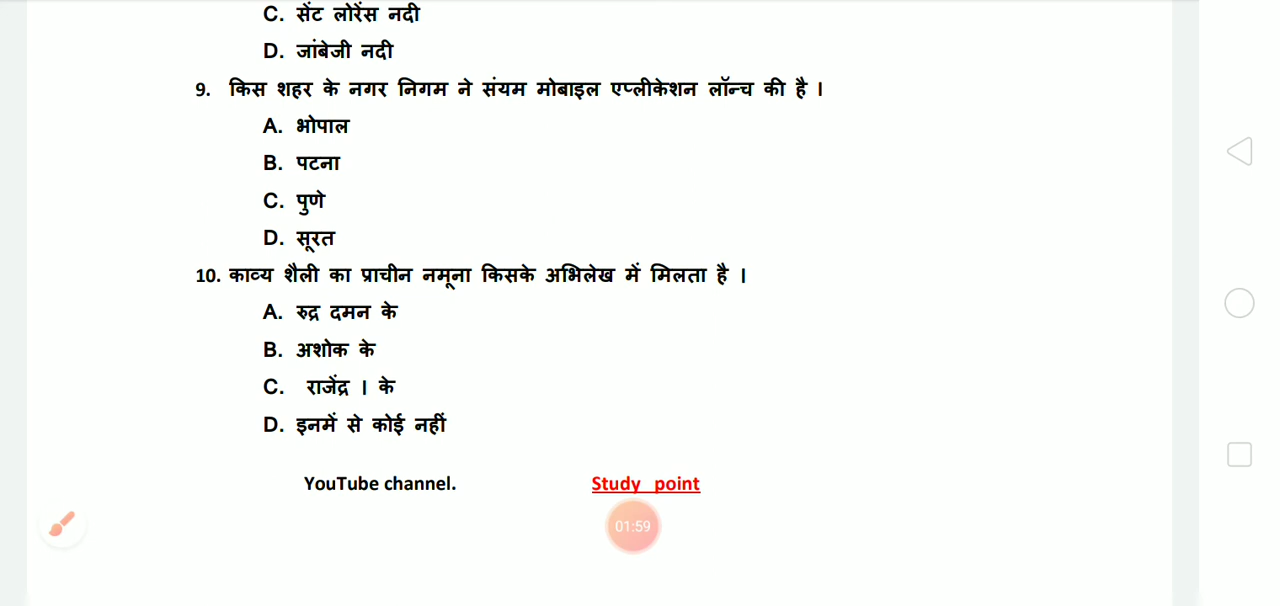 C. सेंट लोरेंस नदी
D. जांबेजी नदी
9. किस शहर के नगर निगम ने संयम मोबाइल एप्लीकेशन लॉन्च की है ।
A. भोपाल
B. पटना
C. पुणे
D. सूरत
10. काव्य शैली का प्राचीन नमूना किसके अभिलेख में मिलता है ।
A. रुद्र दमन के
B. अशोक के
C. राजेंद्र । के
D. इनमें से कोई नहीं
YouTube channel. Study point
01:59